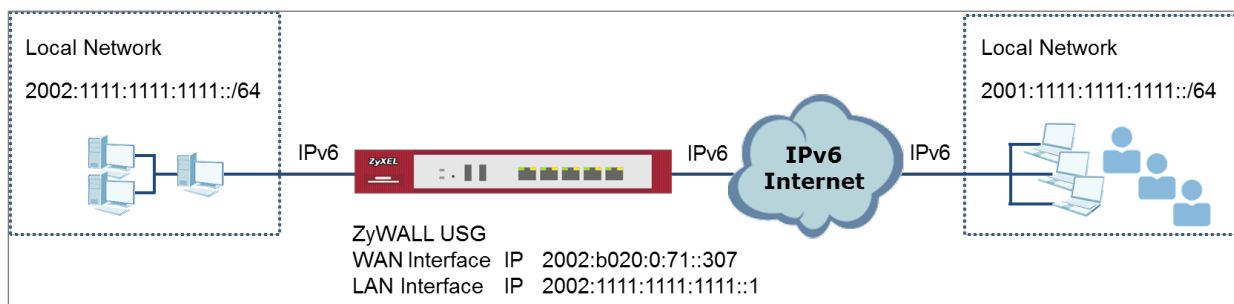 Local Network
2002:1111:1111:1111::/64
IPv6
ZyXEL
IPv6
IPv6 Internet
IPv6
Local Network
2001:1111:1111:1111::/64
ZyWALL USG
WAN Interface IP 2002:b020:0:71::307
LAN Interface IP 2002:1111:1111:1111::1